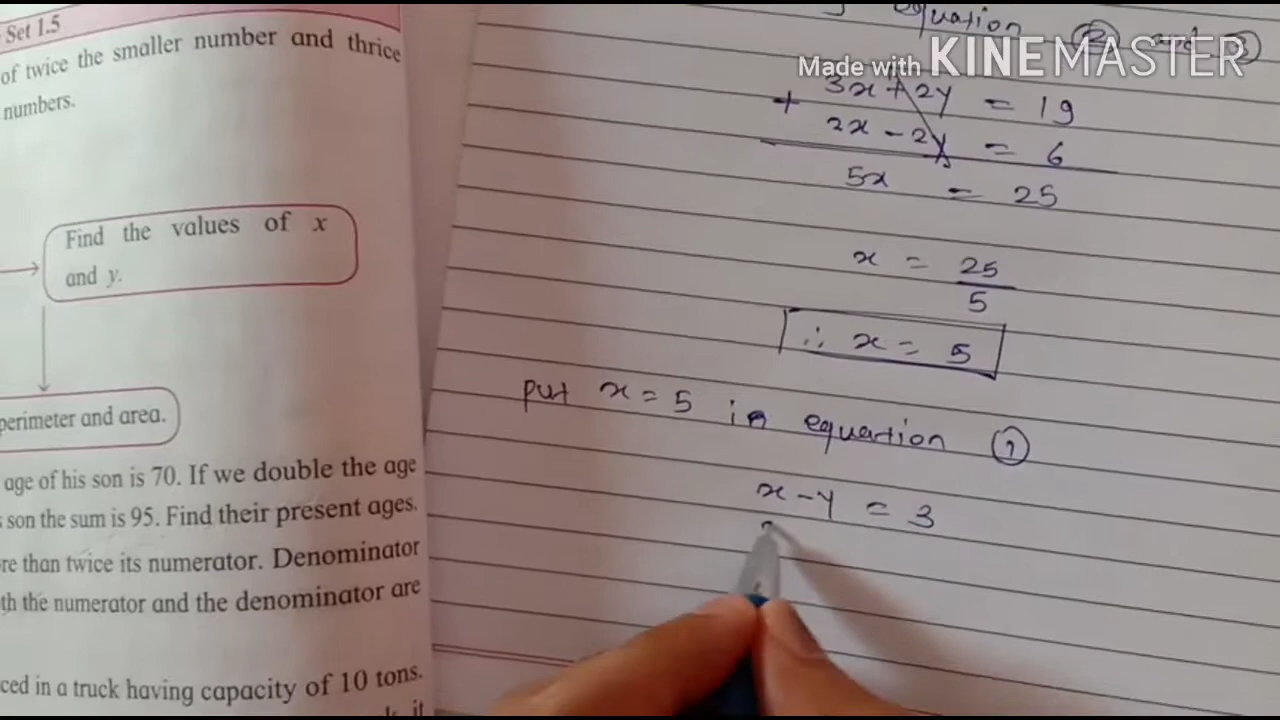 Set 1.5
of twice the smaller number and thrice
numbers.
Find the values of x
and y.
perimeter and area.
age of his son is 70. If we double the age
son the sum is 95. Find their present ages.
re than twice its numerator. Denominator
th the numerator and the denominator are
ced in a truck having capacity of 10 tons.
it
equation ② and ③
Made with KINEMASTER
3x + 2y = 19
+ 2x - 2y = 6
5x = 25
x = 25
5
∴ x = 5
put x = 5 in equation ①
x - y = 3